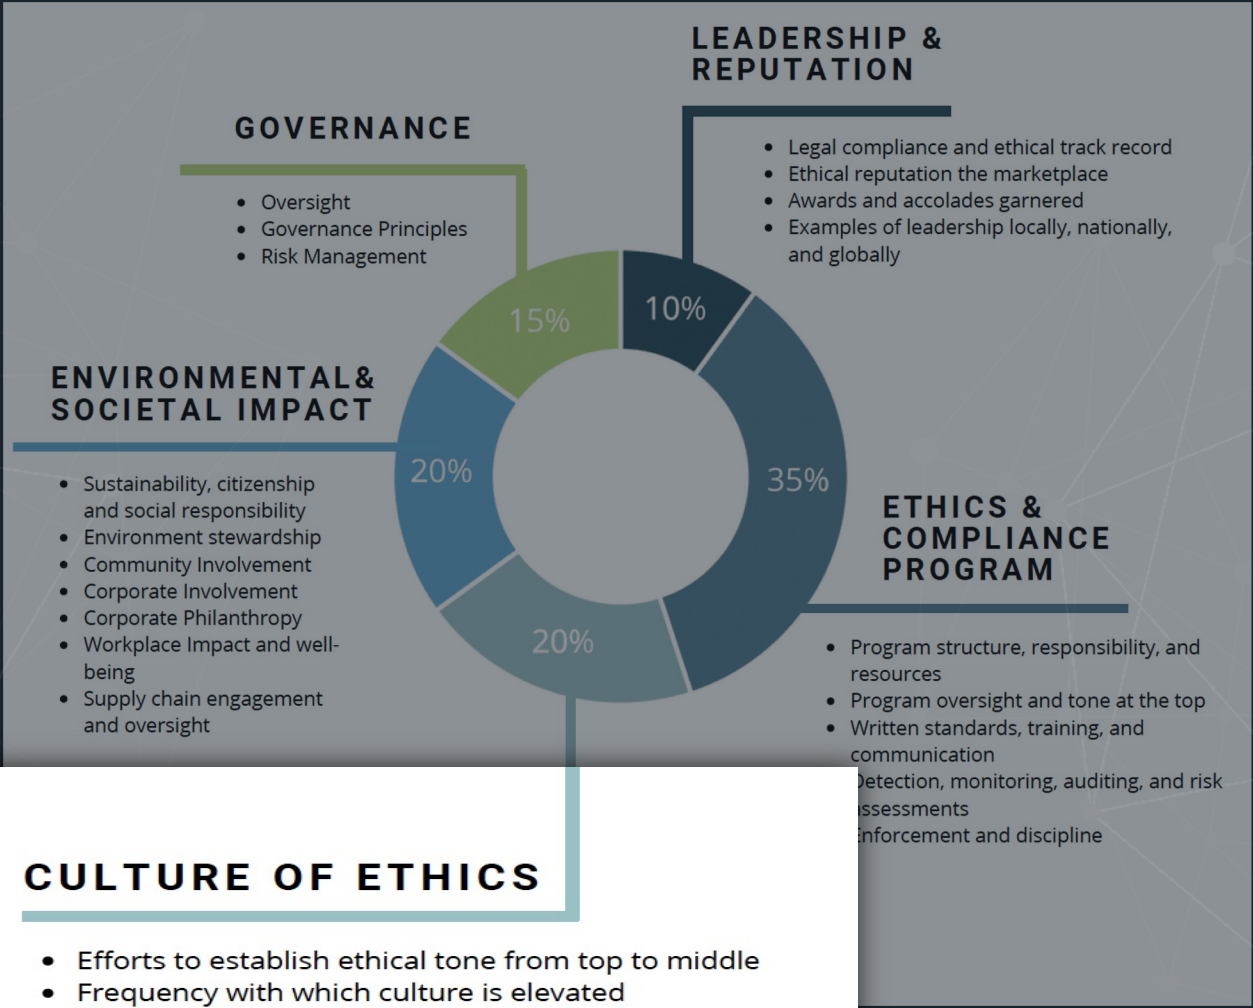 LEADERSHIP &
REPUTATION
• Legal compliance and ethical track record
• Ethical reputation the marketplace
• Awards and accolades garnered
• Examples of leadership locally, nationally,
and globally
GOVERNANCE
• Oversight
• Governance Principles
• Risk Management
15%
10%
ENVIRONMENTAL&
SOCIETAL IMPACT
20%
35%
• Sustainability, citizenship
and social responsibility
• Environment stewardship
• Community Involvement
• Corporate Involvement
• Corporate Philanthropy
• Workplace Impact and well-
being
• Supply chain engagement
and oversight
ETHICS &
COMPLIANCE
PROGRAM
20%
• Program structure, responsibility, and
resources
• Program oversight and tone at the top
• Written standards, training, and
communication
Detection, monitoring, auditing, and risk
assessments
Enforcement and discipline
CULTURE OF ETHICS
• Efforts to establish ethical tone from top to middle
• Frequency with which culture is elevated